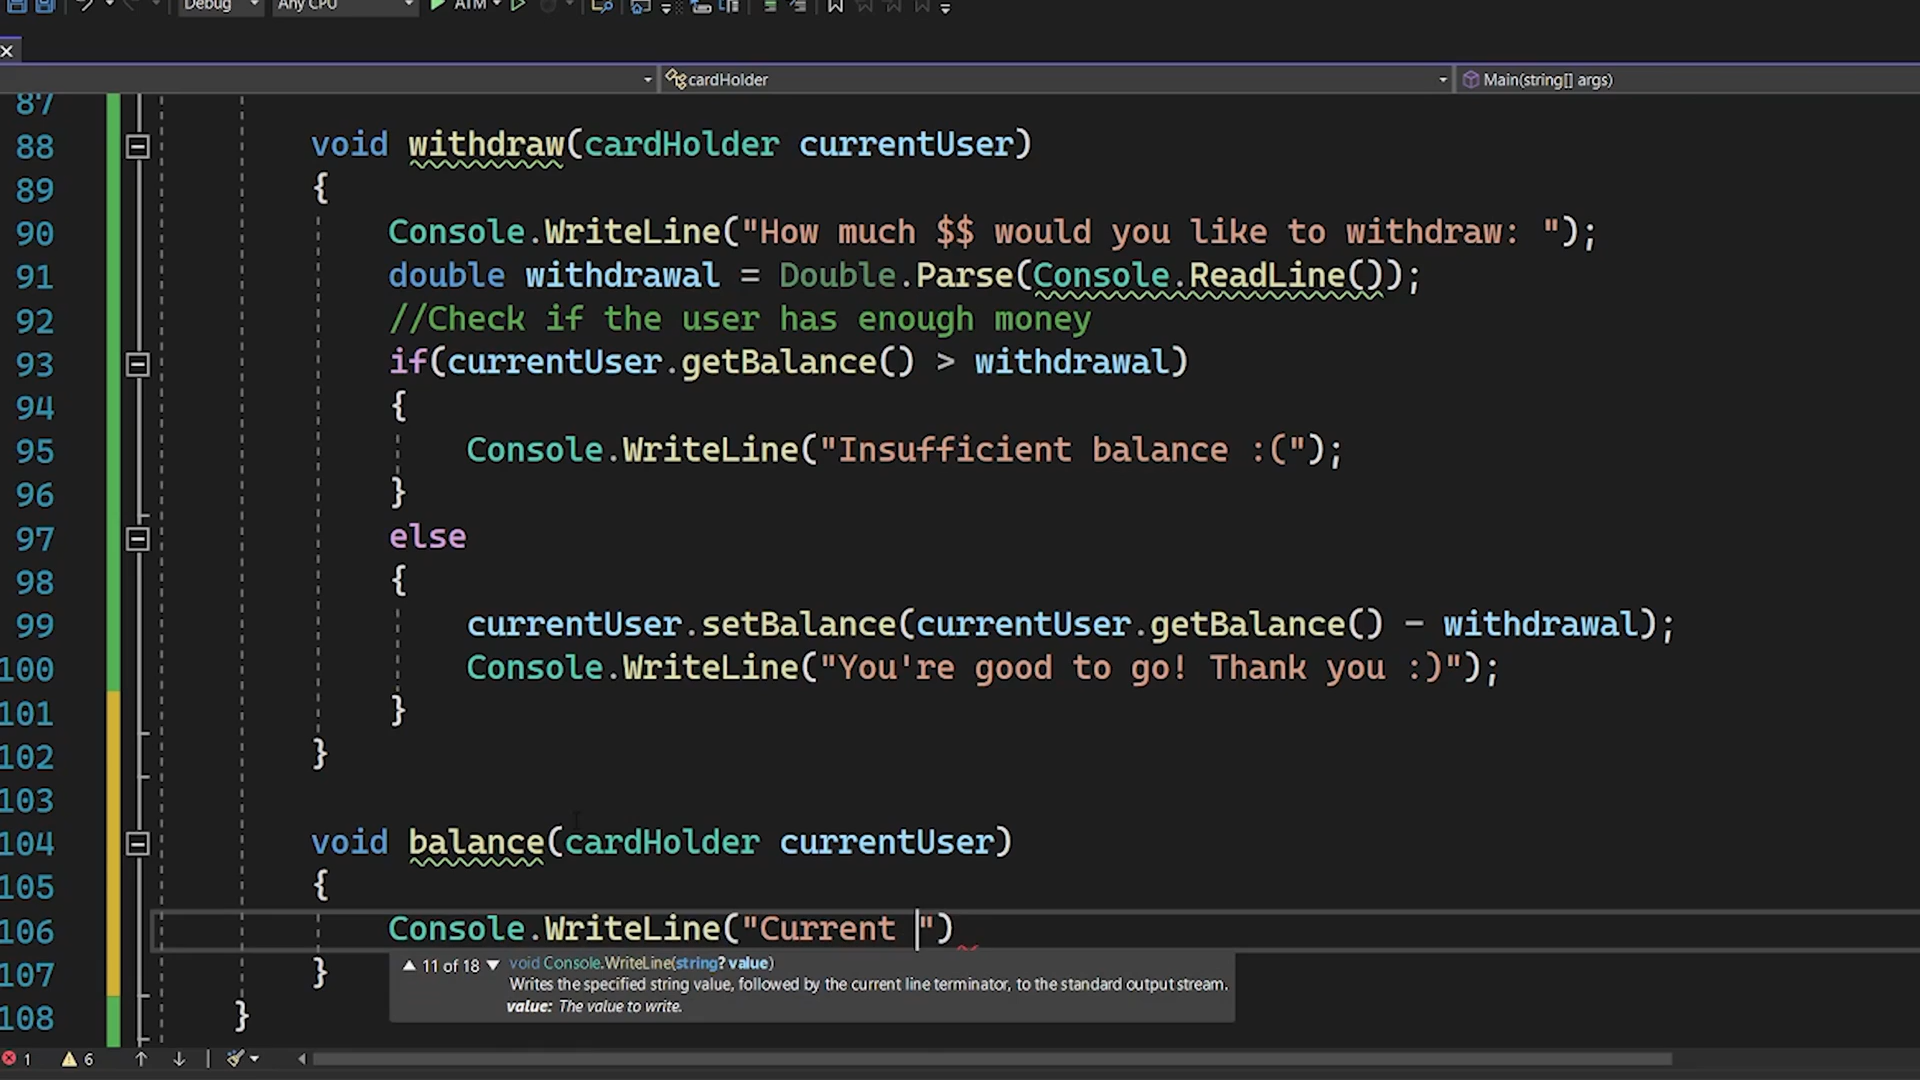 Debug Any CPU ATM
cardHolder Main(string[] args)
87
88 void withdraw(cardHolder currentUser)
89 {
90 Console.WriteLine("How much $$ would you like to withdraw: ");
91 double withdrawal = Double.Parse(Console.ReadLine());
92 //Check if the user has enough money
93 if(currentUser.getBalance() > withdrawal)
94 {
95 Console.WriteLine("Insufficient balance :(");
96 }
97 else
98 {
99 currentUser.setBalance(currentUser.getBalance() - withdrawal);
100 Console.WriteLine("You're good to go! Thank you :)");
101 }
102 }
103
104 void balance(cardHolder currentUser)
105 {
106 Console.WriteLine("Current ")
107 }
11 of 18 void Console.WriteLine(string? value)
Writes the specified string value, followed by the current line terminator, to the standard output stream.
value: The value to write.
108 }
1 6